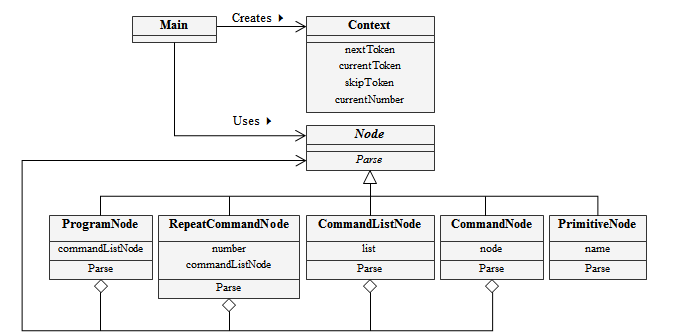 Main
Creates
Context
nextToken
currentToken
skipToken
currentNumber
Uses
Node
Parse
ProgramNode
commandListNode
Parse
RepeatCommandNode
number
commandListNode
Parse
CommandListNode
list
Parse
CommandNode
node
Parse
PrimitiveNode
name
Parse